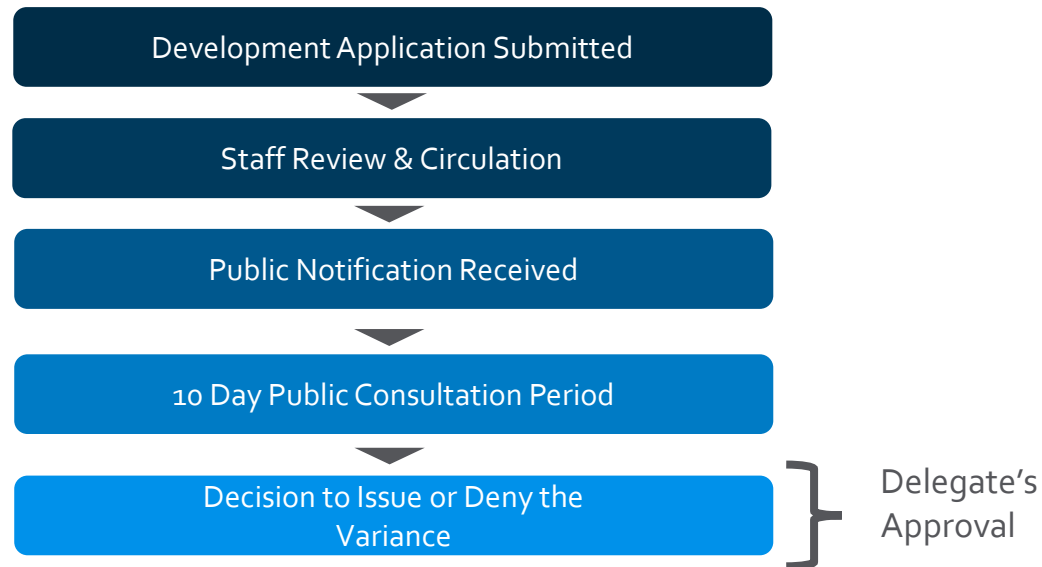 Development Application Submitted
Staff Review & Circulation
Public Notification Received
10 Day Public Consultation Period
Decision to Issue or Deny the
Variance
Delegate's
Approval